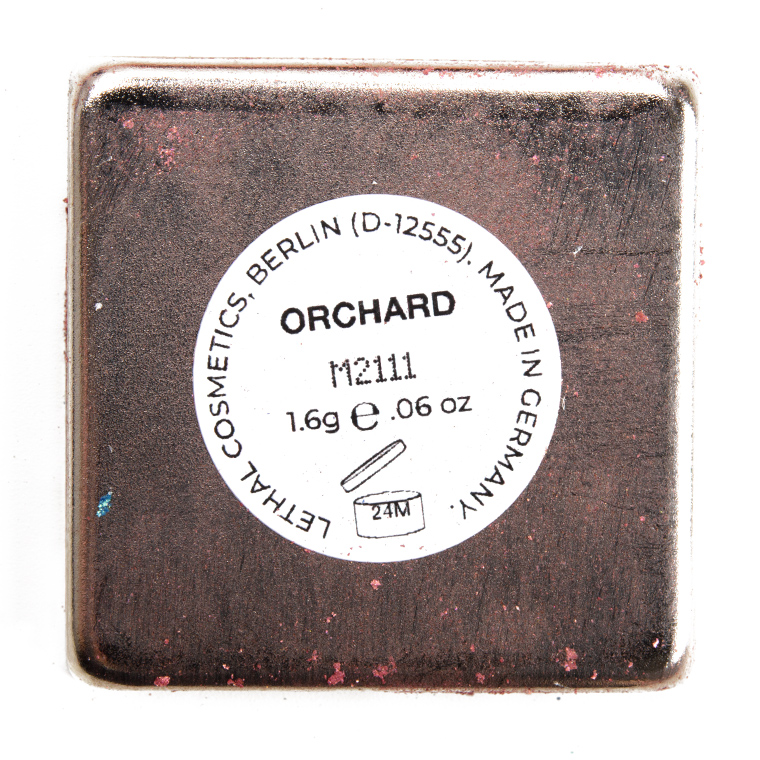 LETHAL COSMETICS, BERLIN (D-12555). MADE IN GERMANY.
ORCHARD
M2111
1.6g ℮ .06 oz
24M